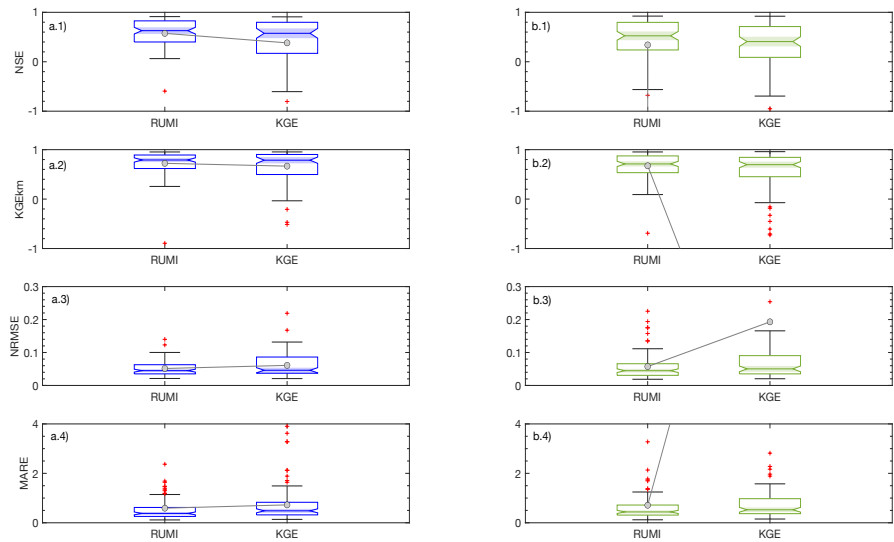 a.1)
1
0
-1
NSE
RUMI
KGE
b.1)
1
0
-1
RUMI
KGE
a.2)
1
0
-1
KGEkm
RUMI
KGE
b.2)
1
0
-1
RUMI
KGE
a.3)
0.3
0.2
0.1
0
NRMSE
RUMI
KGE
b.3)
0.3
0.2
0.1
0
RUMI
KGE
a.4)
4
2
0
MARE
RUMI
KGE
b.4)
4
2
0
RUMI
KGE